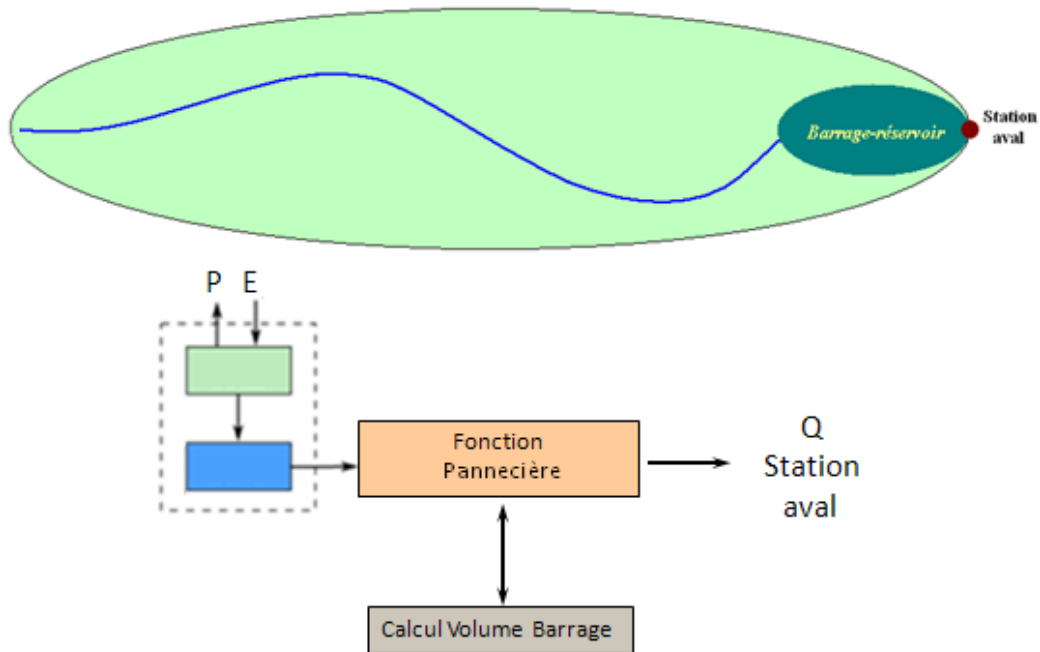 Barrage-réservoir
Station
aval
P E
Fonction
Pannecière
Q
Station
aval
Calcul Volume Barrage